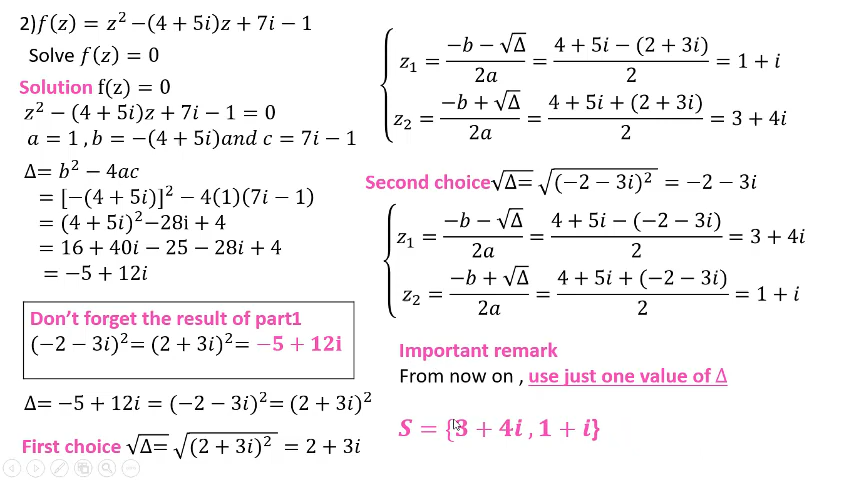 2)f(z) = z² −(4 + 5i)z + 7i − 1
Solve f(z) = 0
Solution f(z) = 0
z² − (4 + 5i)z + 7i − 1 = 0
a = 1 , b = −(4 + 5i)and c = 7i − 1
Δ= b² − 4ac
= [−(4 + 5i)]² − 4(1)(7i − 1)
= (4 + 5i)²−28i + 4
= 16 + 40i − 25 − 28i + 4
= −5 + 12i
Don't forget the result of part1
(−2 − 3i)²= (2 + 3i)²= −5 + 12i
Δ= −5 + 12i = (−2 − 3i)²= (2 + 3i)²
First choice √Δ= √(2 + 3i)² = 2 + 3i
z₁ = (−b − √Δ)/2a = (4 + 5i − (2 + 3i))/2 = 1 + i
z₂ = (−b + √Δ)/2a = (4 + 5i + (2 + 3i))/2 = 3 + 4i
Second choice√Δ= √(−2 − 3i)² = −2 − 3i
z₁ = (−b − √Δ)/2a = (4 + 5i − (−2 − 3i))/2 = 3 + 4i
z₂ = (−b + √Δ)/2a = (4 + 5i + (−2 − 3i))/2 = 1 + i
Important remark
From now on , use just one value of Δ
S = {3 + 4i , 1 + i}